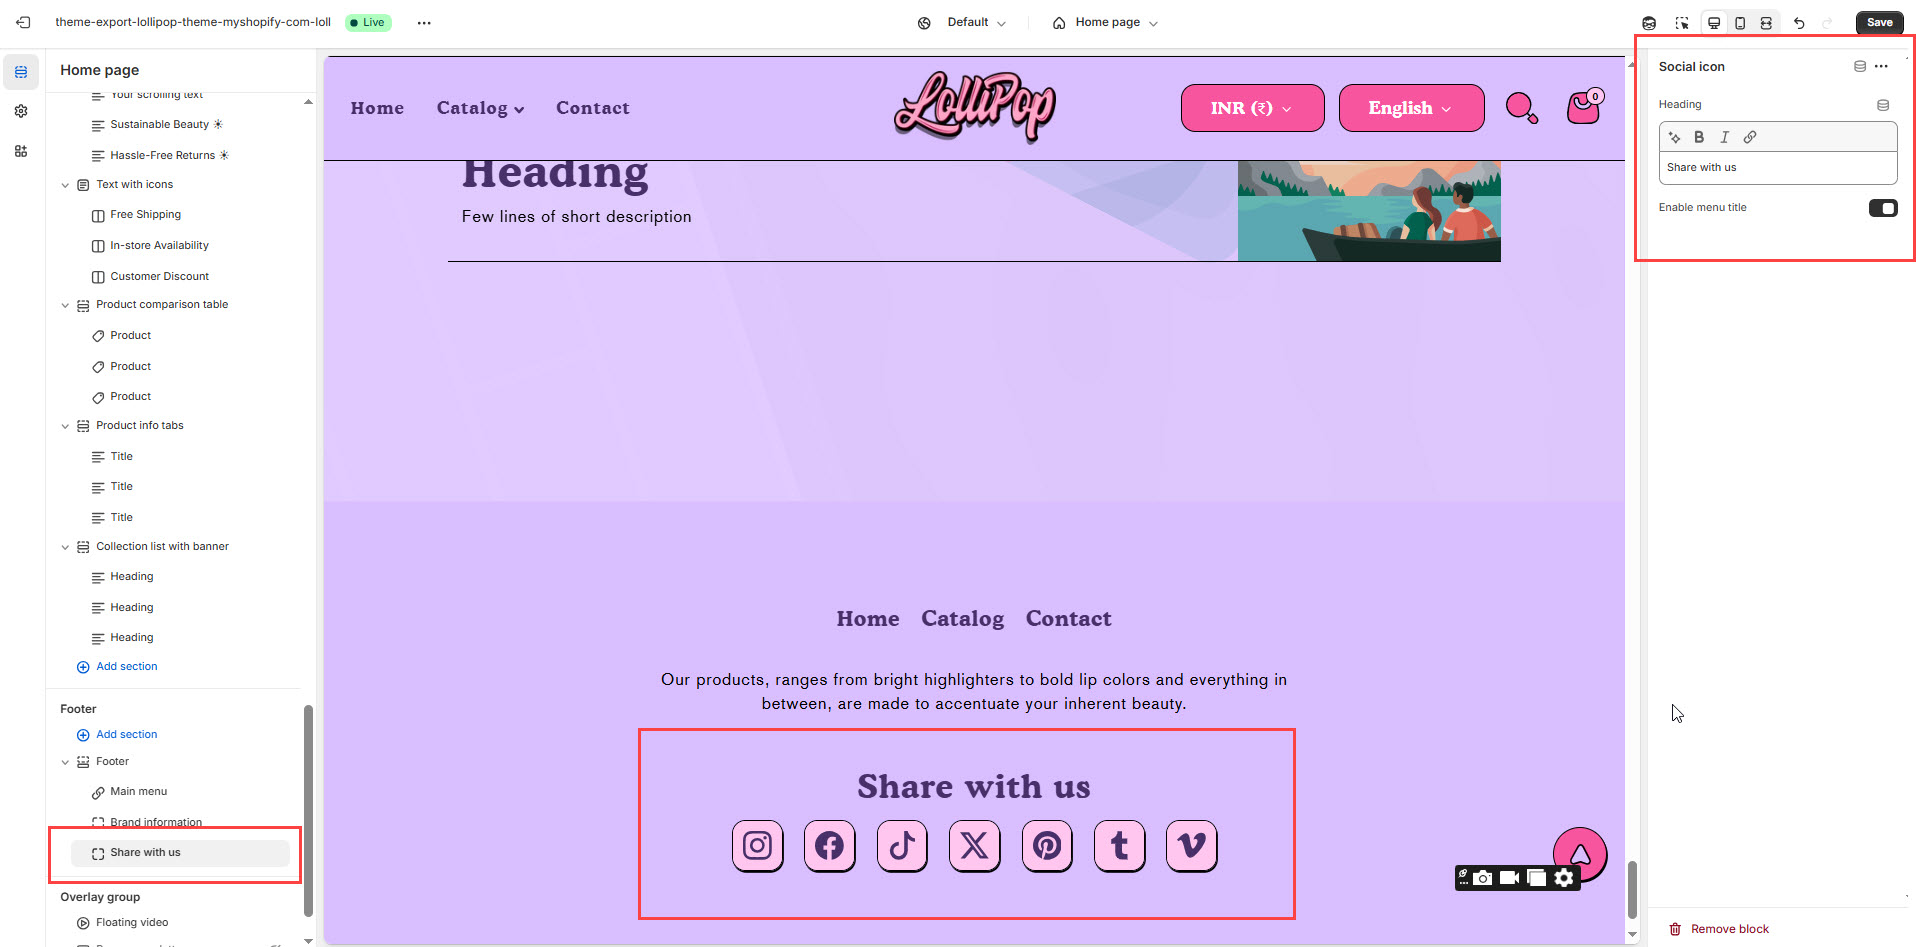 theme-export-lollipop-theme-myshopify-com-loll
Live
Default
Home page
Save
Home page
Your scrolling text
Sustainable Beauty ☀
Hassle-Free Returns ☀
Text with icons
Free Shipping
In-store Availability
Customer Discount
Product comparison table
Product
Product
Product
Product info tabs
Title
Title
Title
Collection list with banner
Heading
Heading
Heading
Add section
Footer
Add section
Footer
Main menu
Brand information
Share with us
Overlay group
Floating video
Home
Catalog
Contact
LolliPop
INR (₹)
English
0
Heading
Few lines of short description
Home Catalog Contact
Our products, ranges from bright highlighters to bold lip colors and everything in
between, are made to accentuate your inherent beauty.
Share with us
Social icon
Heading
B I
Share with us
Enable menu title
Remove block